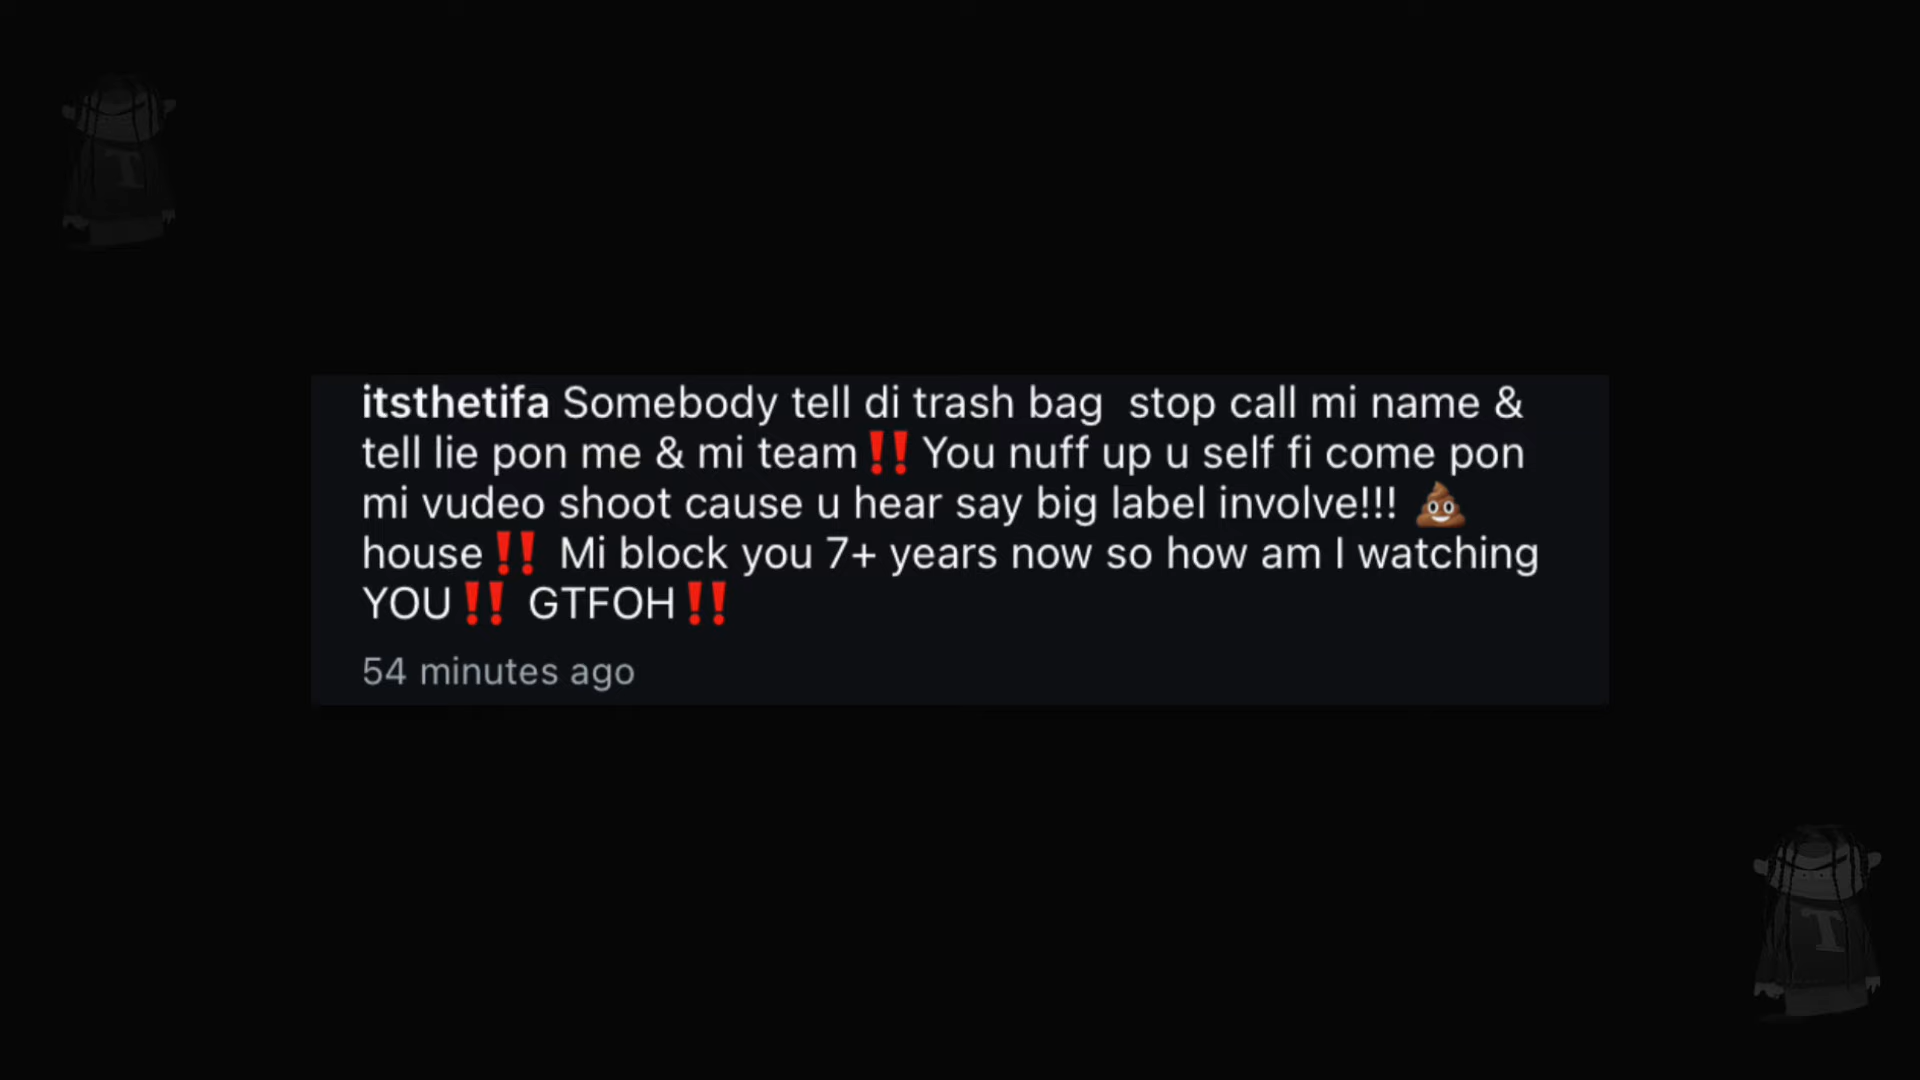 itsthetifa Somebody tell di trash bag  stop call mi name &
tell lie pon me & mi team‼️You nuff up u self fi come pon
mi vudeo shoot cause u hear say big label involve!!! 💩
house‼️ Mi block you 7+ years now so how am I watching
YOU‼️ GTFOH‼️
54 minutes ago
T
T